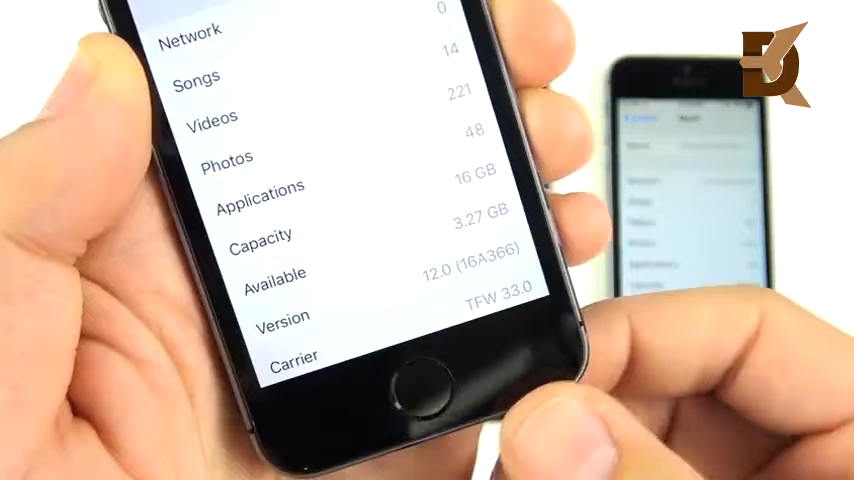 Network
Songs 0
Videos 14
Photos 221
Applications 48
Capacity 16 GB
Available 3.27 GB
Version 12.0 (16A366)
Carrier TFW 33.0